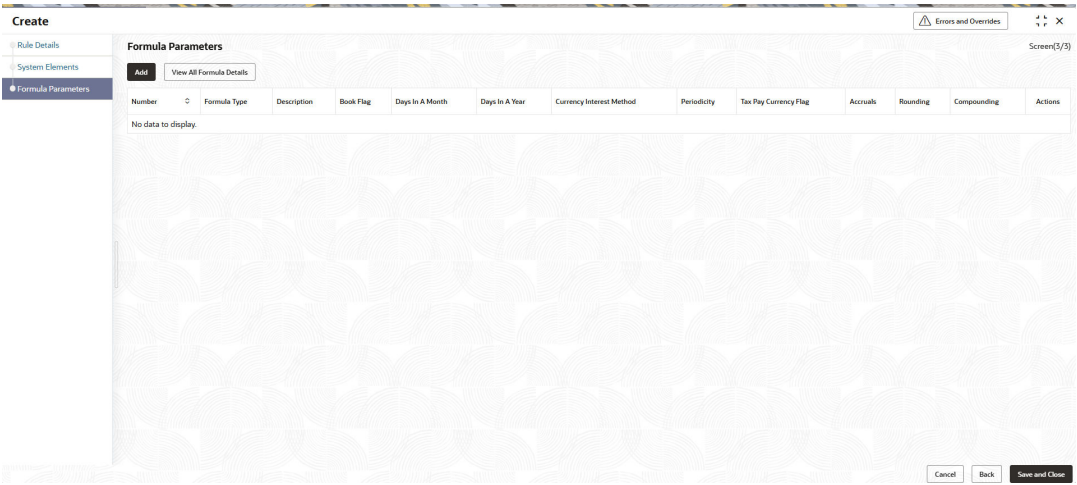 Create
Errors and Overrides
Rule Details
System Elements
Formula Parameters
Formula Parameters
Screen(3/3)
Add
View All Formula Details
Number Formula Type Description Book Flag Days In A Month Days In A Year Currency Interest Method Periodicity Tax Pay Currency Flag Accruals Rounding Compounding Actions
No data to display.
Cancel Back Save and Close